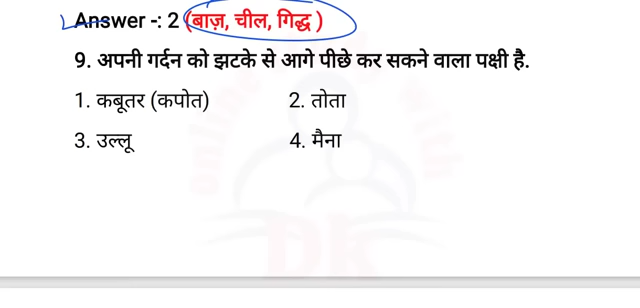 Answer -: 2 (बाज़, चील, गिद्ध )
9. अपनी गर्दन को झटके से आगे पीछे कर सकने वाला पक्षी है.
1. कबूतर (कपोत) 2. तोता
3. उल्लू 4. मैना
DK